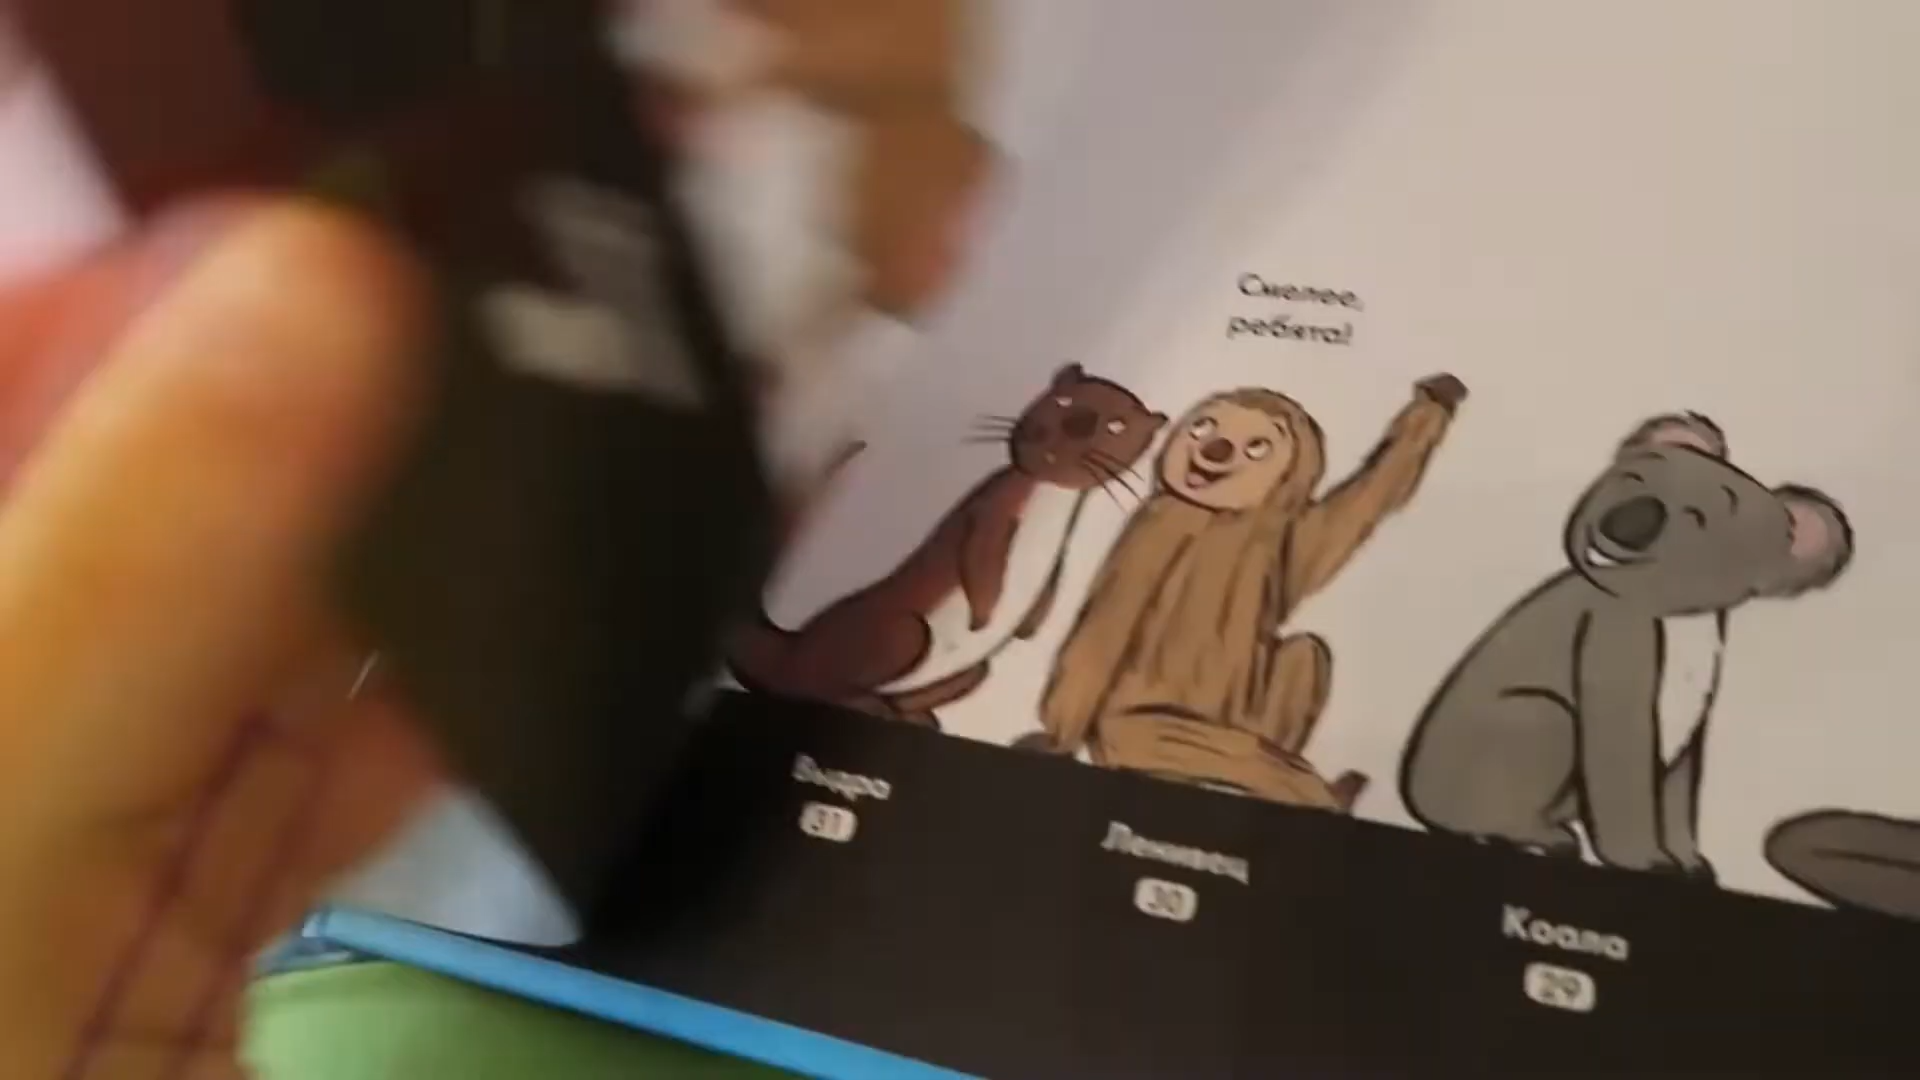 Смелее,
ребята!
Выдра
31
Ленивец
30
Коала
29